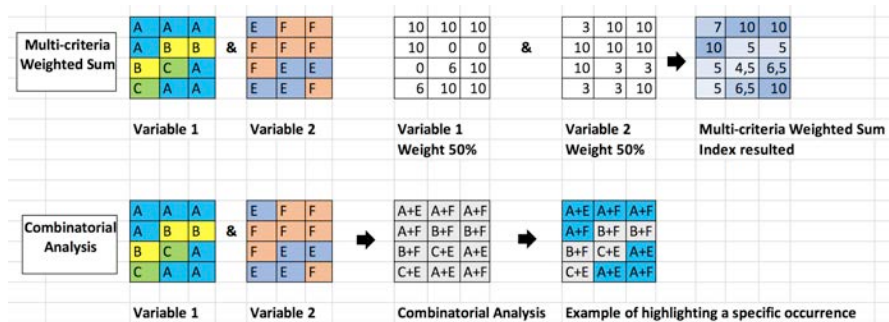 Multi-criteria Weighted Sum
A A A
A B B
B C A
C A A
&
E F F
F F F
F E E
E E F
10 10 10
10 0 0
0 6 10
6 10 10
&
3 10 10
10 10 10
10 3 3
3 3 10
7 10 10
10 5 5
5 4,5 6,5
5 6,5 10
Variable 1
Variable 2
Variable 1
Weight 50%
Variable 2
Weight 50%
Multi-criteria Weighted Sum
Index resulted
Combinatorial
Analysis
A A A
A B B
B C A
C A A
&
E F F
F F F
F E E
E E F
A+E A+F A+F
A+F B+F B+F
B+F C+E A+E
C+E A+E A+F
A+E A+F A+F
A+F B+F B+F
B+F C+E A+E
C+E A+E A+F
Variable 1
Variable 2
Combinatorial Analysis
Example of highlighting a specific occurrence